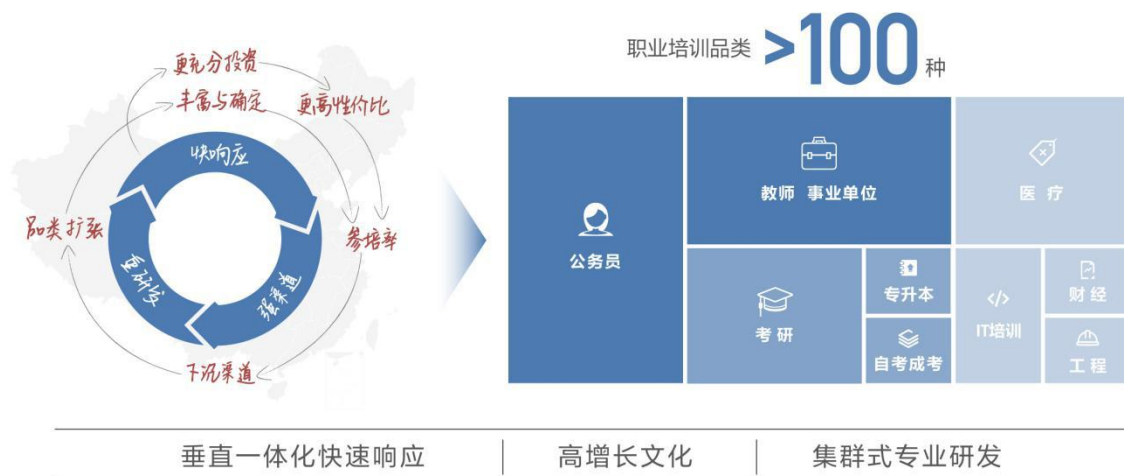 更充分投资
丰富与确定
更高性价比
快响应
品类扩张
参培率
重研发
强渠道
下沉渠道
职业培训品类 >100 种
公务员
教师 事业单位
医疗
考研
专升本
自考成考
</>
IT培训
财经
工程
垂直一体化快速响应
高增长文化
集群式专业研发